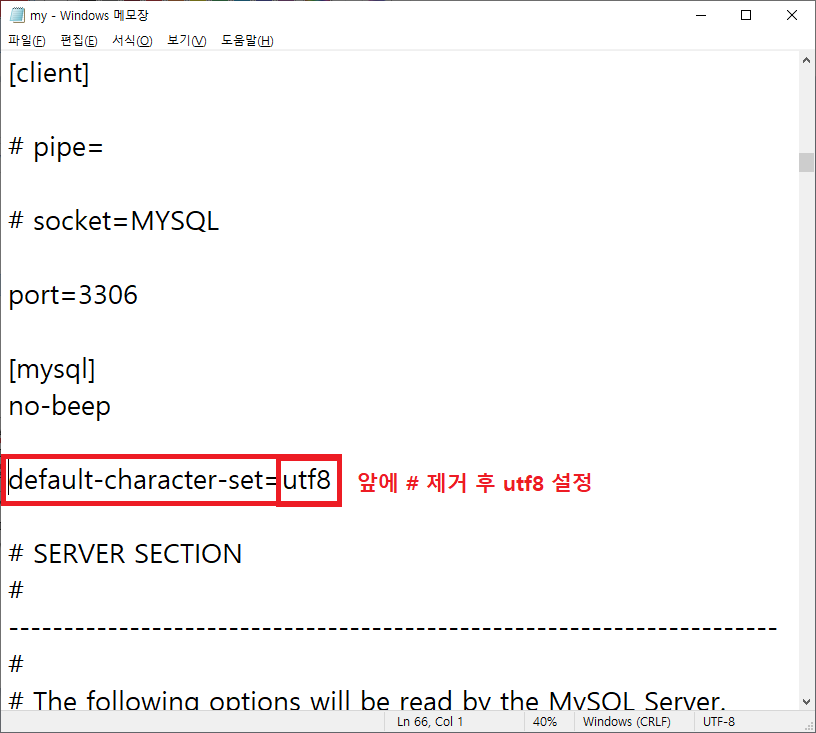 my - Windows 메모장
파일(F) 편집(E) 서식(O) 보기(V) 도움말(H)
[client]
# pipe=
# socket=MYSQL
port=3306
[mysql]
no-beep
default-character-set=utf8 앞에 # 제거 후 utf8 설정
# SERVER SECTION
#
----------------------------------------------------------------------
#
# The following options will be read by the MySQL Server.
Ln 66, Col 1 40% Windows (CRLF) UTF-8